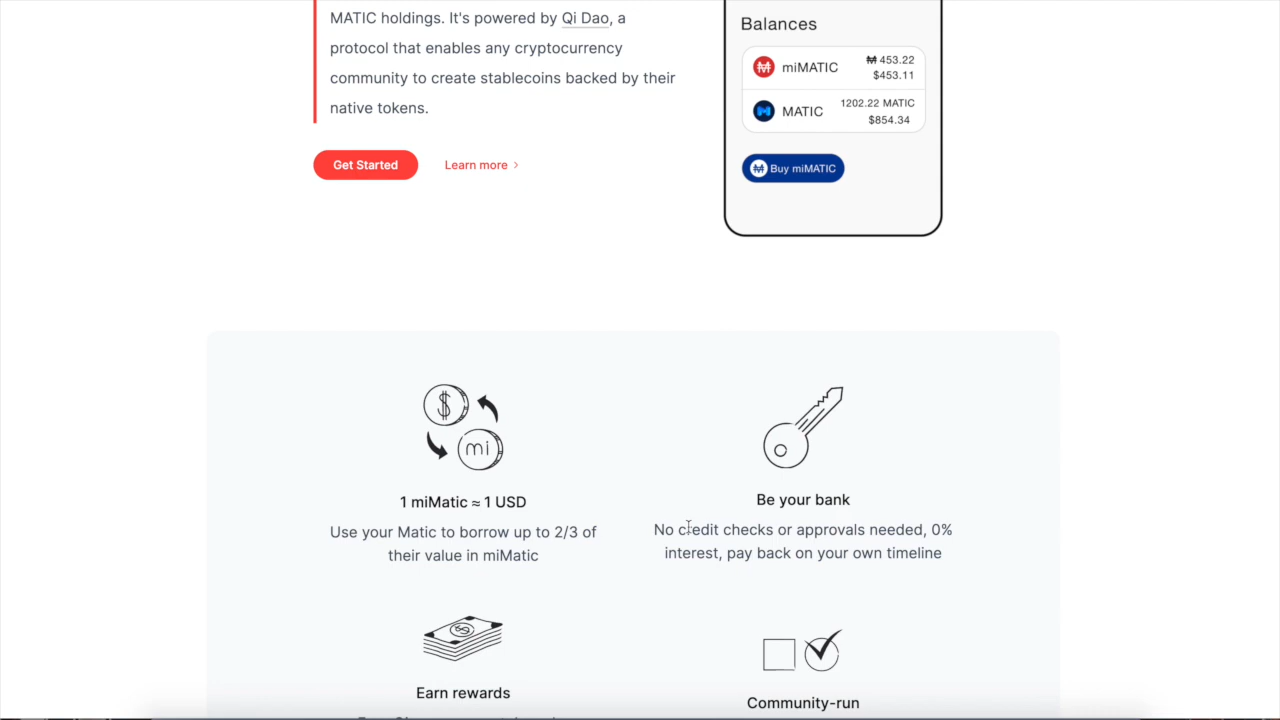 MATIC holdings. It's powered by Qi Dao, a
protocol that enables any cryptocurrency
community to create stablecoins backed by their
native tokens.
Get Started
Learn more
Balances
miMATIC
453.22
$453.11
MATIC
1202.22 MATIC
$854.34
Buy miMATIC
$
mi
1 miMatic ≈ 1 USD
Use your Matic to borrow up to 2/3 of
their value in miMatic
Be your bank
No credit checks or approvals needed, 0%
interest, pay back on your own timeline
Earn rewards
Community-run